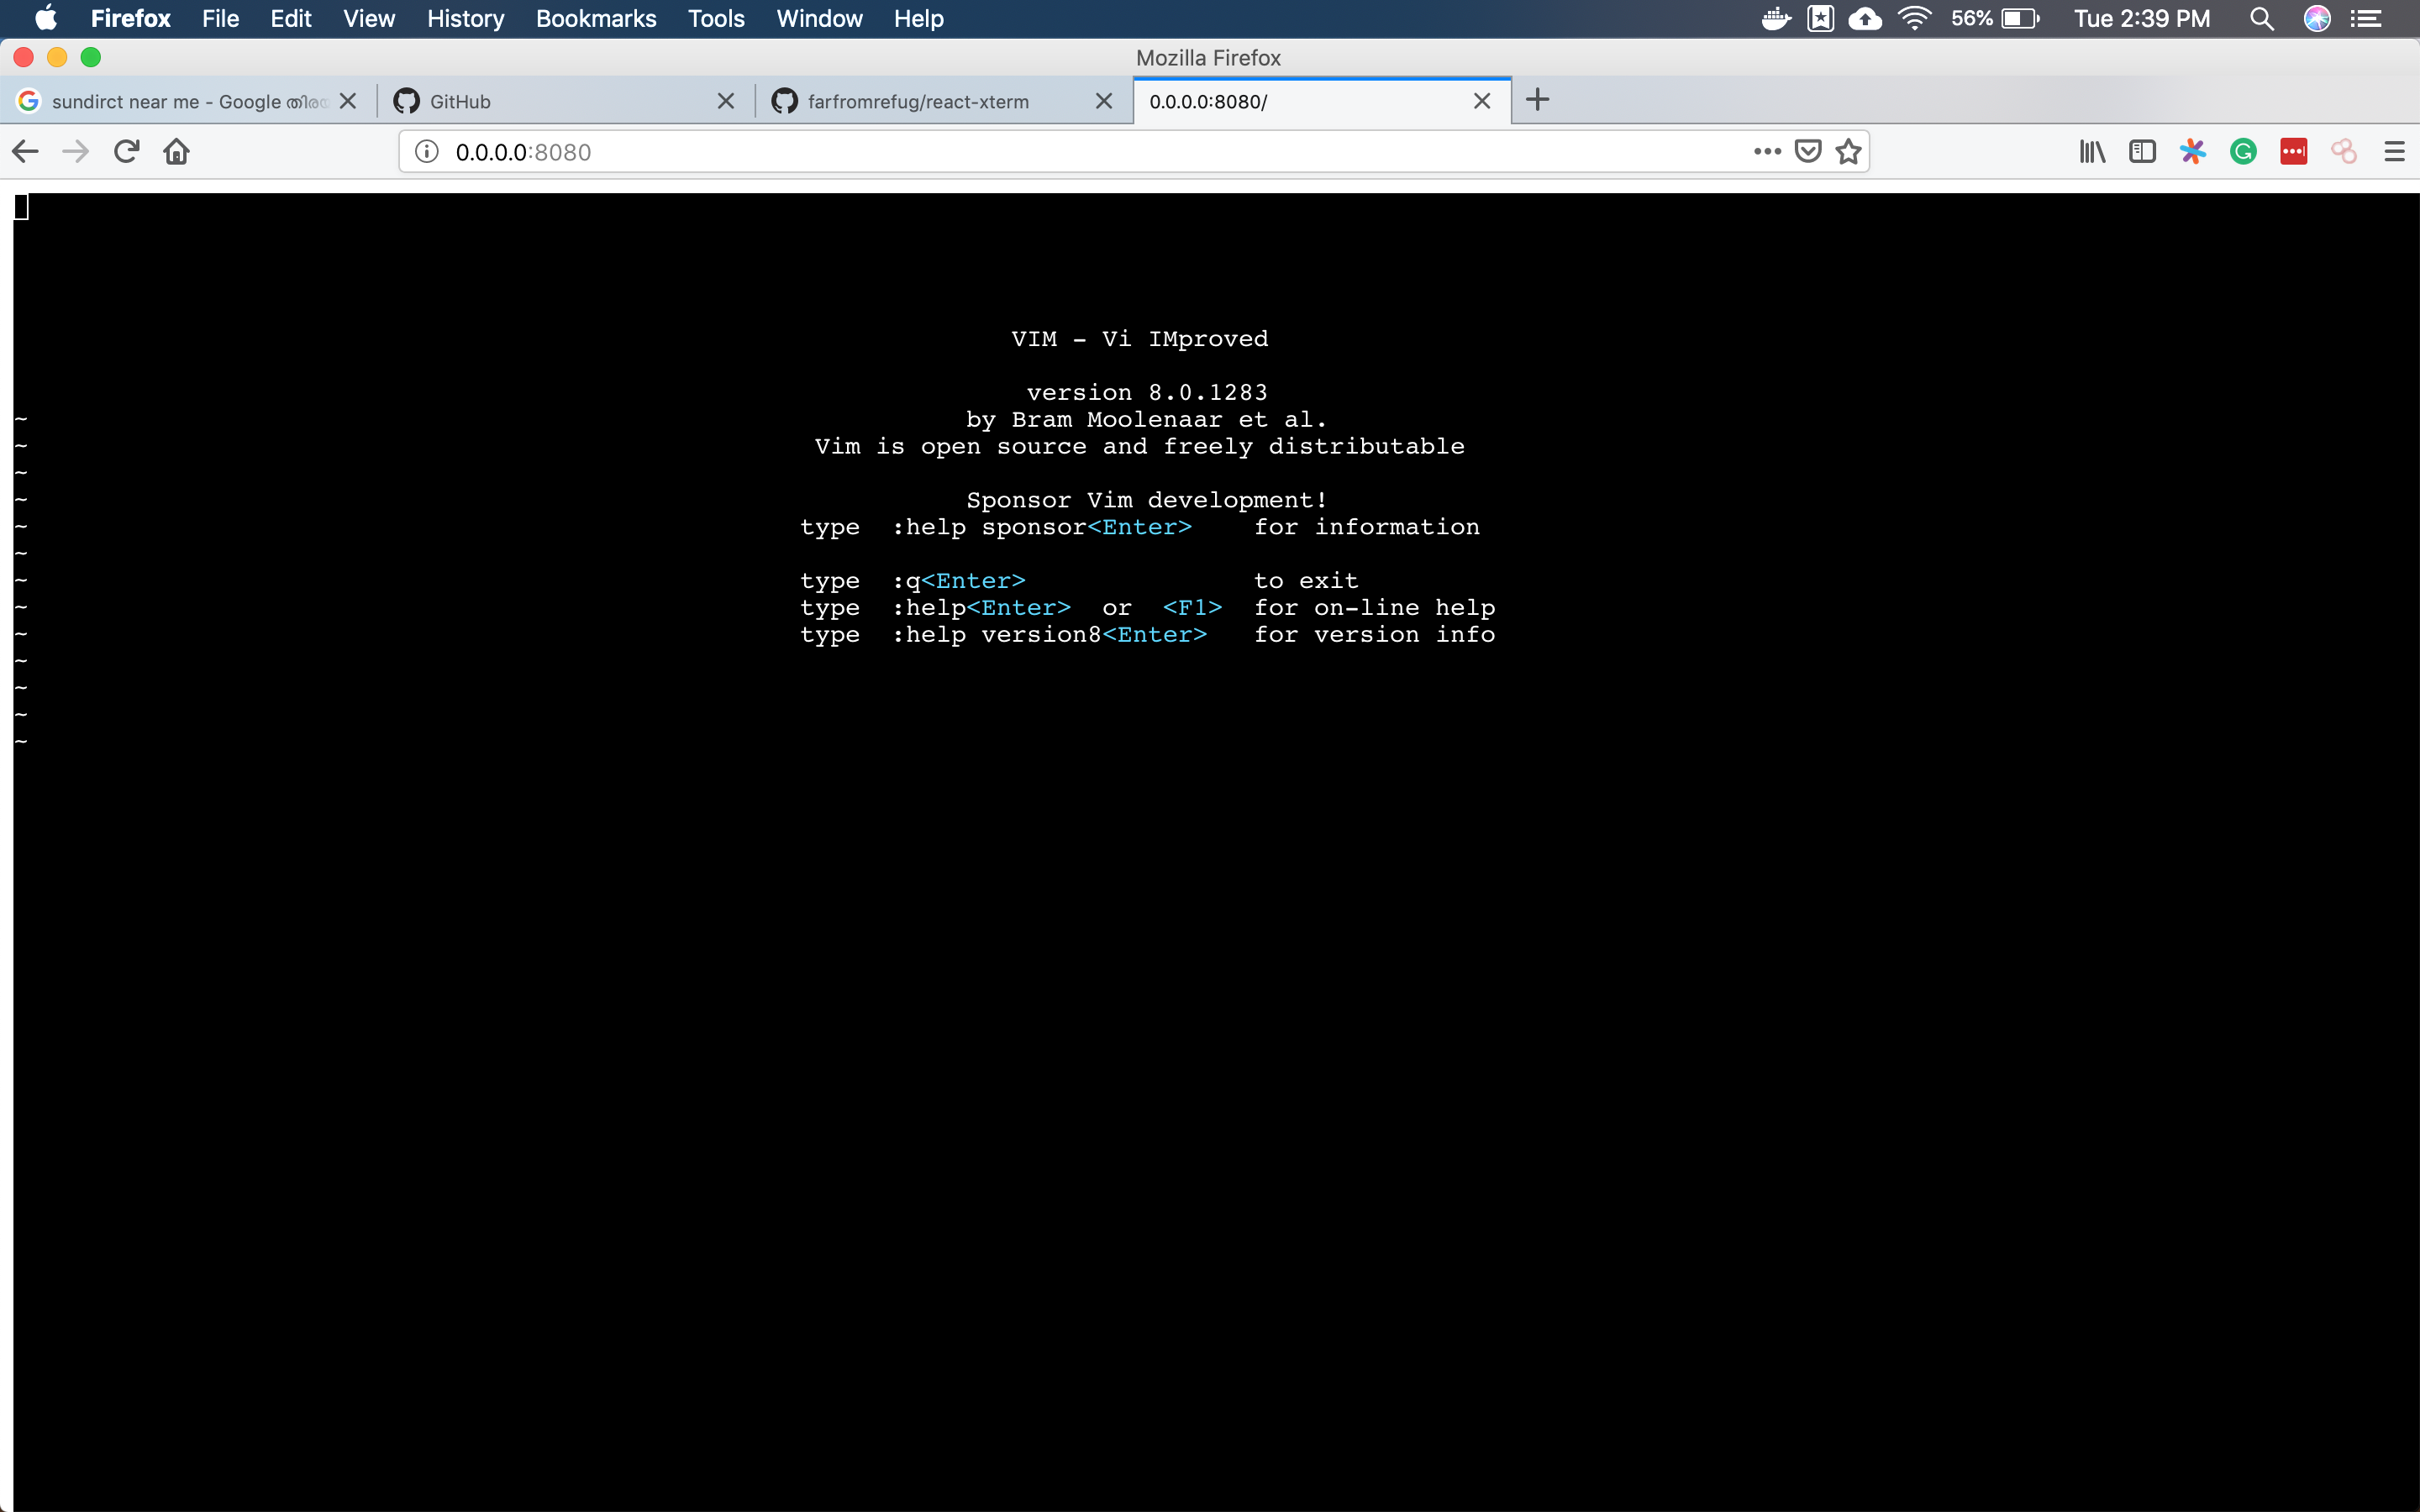 Firefox File Edit View History Bookmarks Tools Window Help 56% Tue 2:39 PM
Mozilla Firefox
sundirct near me - Google GitHub farfromrefug/react-xterm 0.0.0.0:8080/
0.0.0.0:8080
VIM - Vi IMproved
version 8.0.1283
~ by Bram Moolenaar et al.
~ Vim is open source and freely distributable
~
~ Sponsor Vim development!
~ type :help sponsor<Enter> for information
~
~ type :q<Enter> to exit
~ type :help<Enter> or <F1> for on-line help
~ type :help version8<Enter> for version info
~
~
~
~